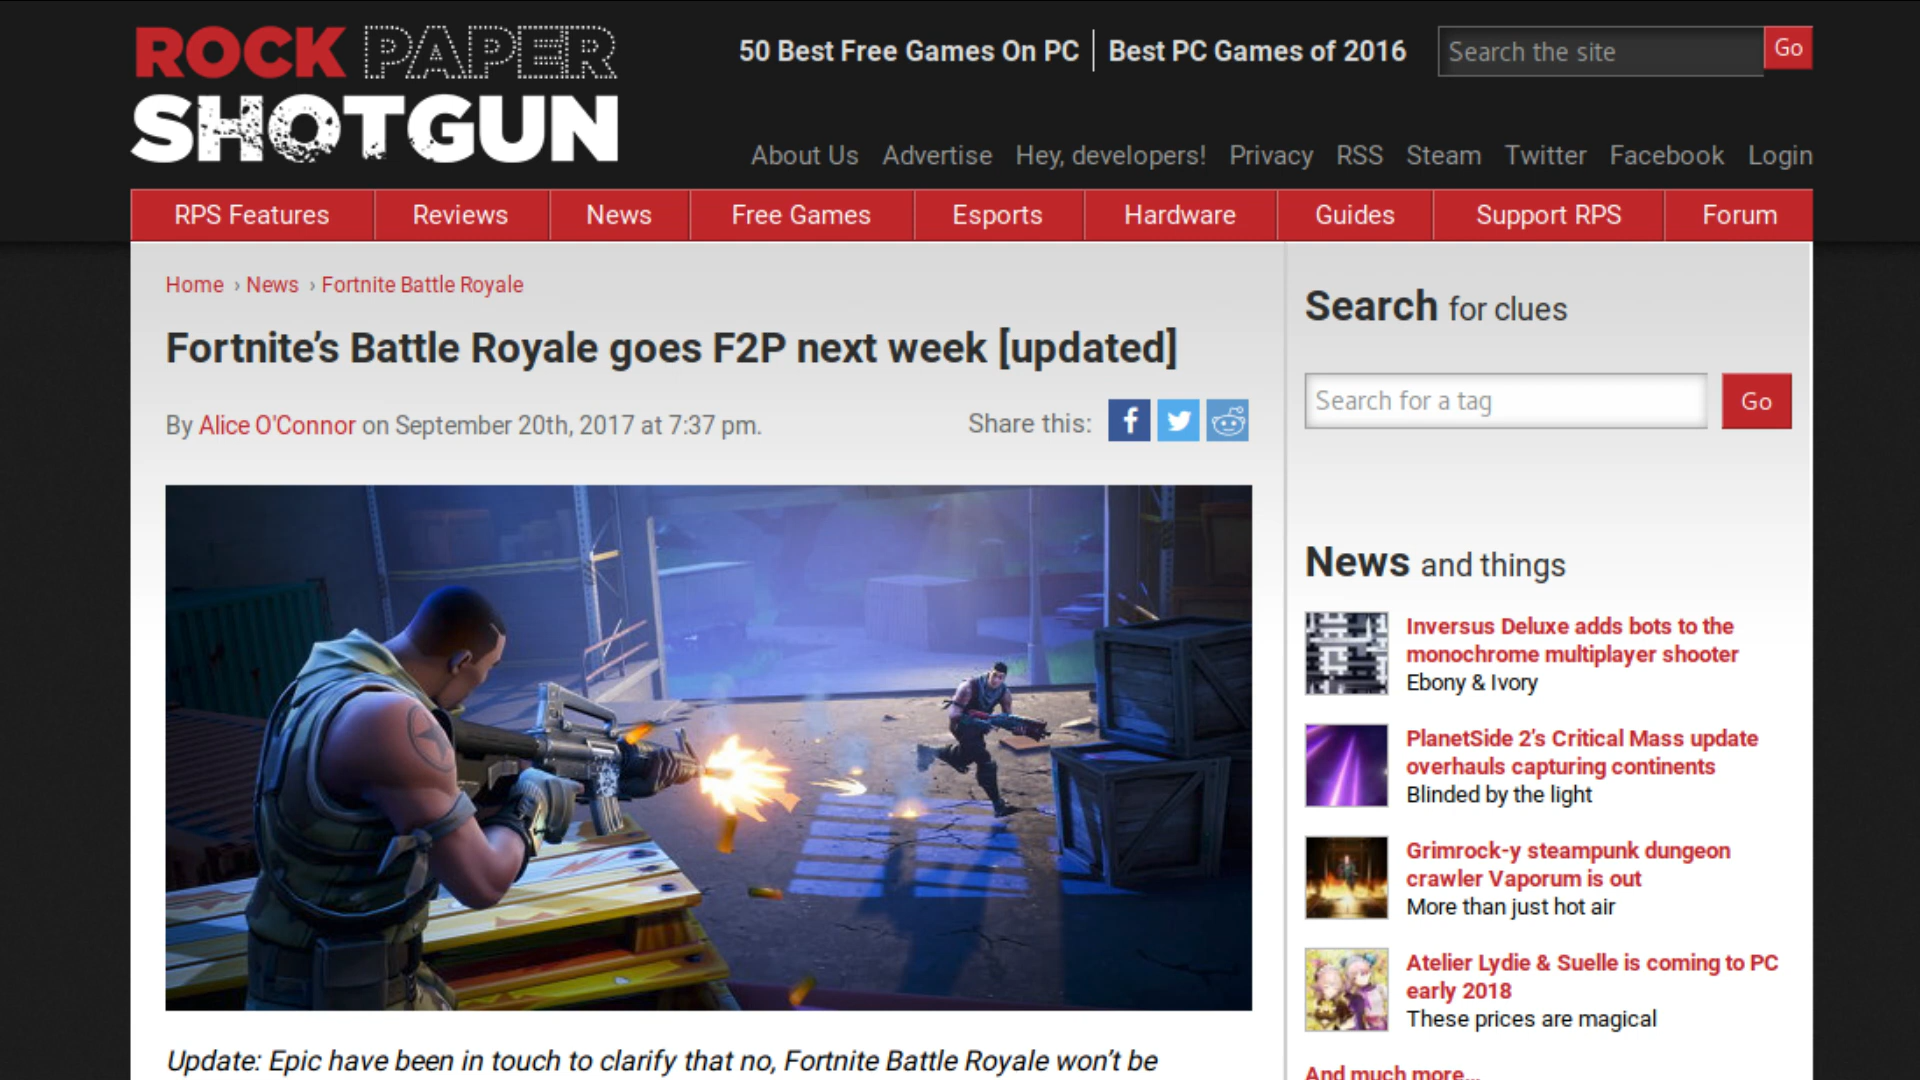 ROCK PAPER
SHOTGUN
50 Best Free Games On PC
Best PC Games of 2016
Search the site
Go
About Us Advertise Hey, developers! Privacy RSS Steam Twitter Facebook Login
RPS Features Reviews News Free Games Esports Hardware Guides Support RPS Forum
Home › News › Fortnite Battle Royale
Fortnite’s Battle Royale goes F2P next week [updated]
By Alice O'Connor on September 20th, 2017 at 7:37 pm.
Share this:
Update: Epic have been in touch to clarify that no, Fortnite Battle Royale won’t be
Search for clues
Search for a tag
Go
News and things
Inversus Deluxe adds bots to the
monochrome multiplayer shooter
Ebony & Ivory
PlanetSide 2’s Critical Mass update
overhauls capturing continents
Blinded by the light
Grimrock-y steampunk dungeon
crawler Vaporum is out
More than just hot air
Atelier Lydie & Suelle is coming to PC
early 2018
These prices are magical
And much more...